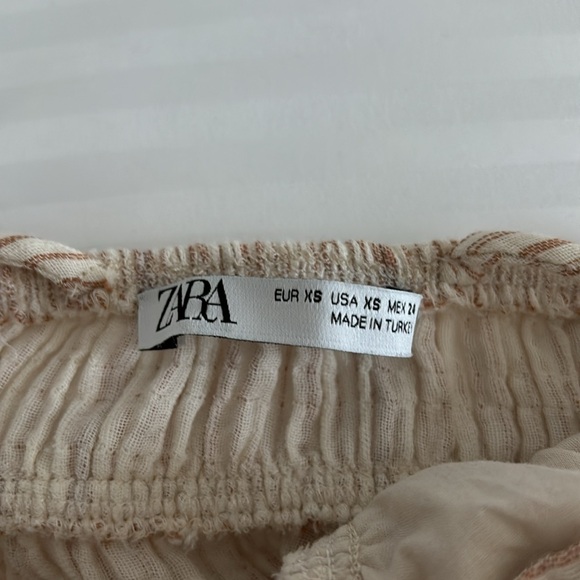 ZARA
EUR XS USA XS MEX 24
MADE IN TURKEY